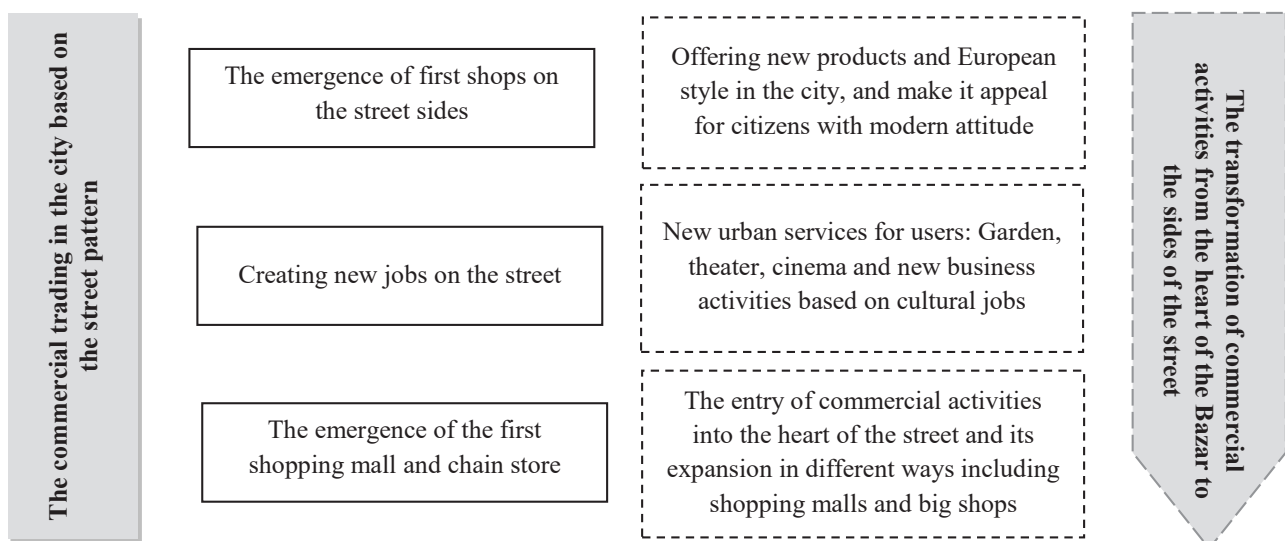 The commercial trading in the city based on
the street pattern
The emergence of first shops on
the street sides
Offering new products and European
style in the city, and make it appeal
for citizens with modern attitude
Creating new jobs on the street
New urban services for users: Garden,
theater, cinema and new business
activities based on cultural jobs
The emergence of the first
shopping mall and chain store
The entry of commercial activities
into the heart of the street and its
expansion in different ways including
shopping malls and big shops
The transformation of commercial
activities from the heart of the Bazar to
the sides of the street